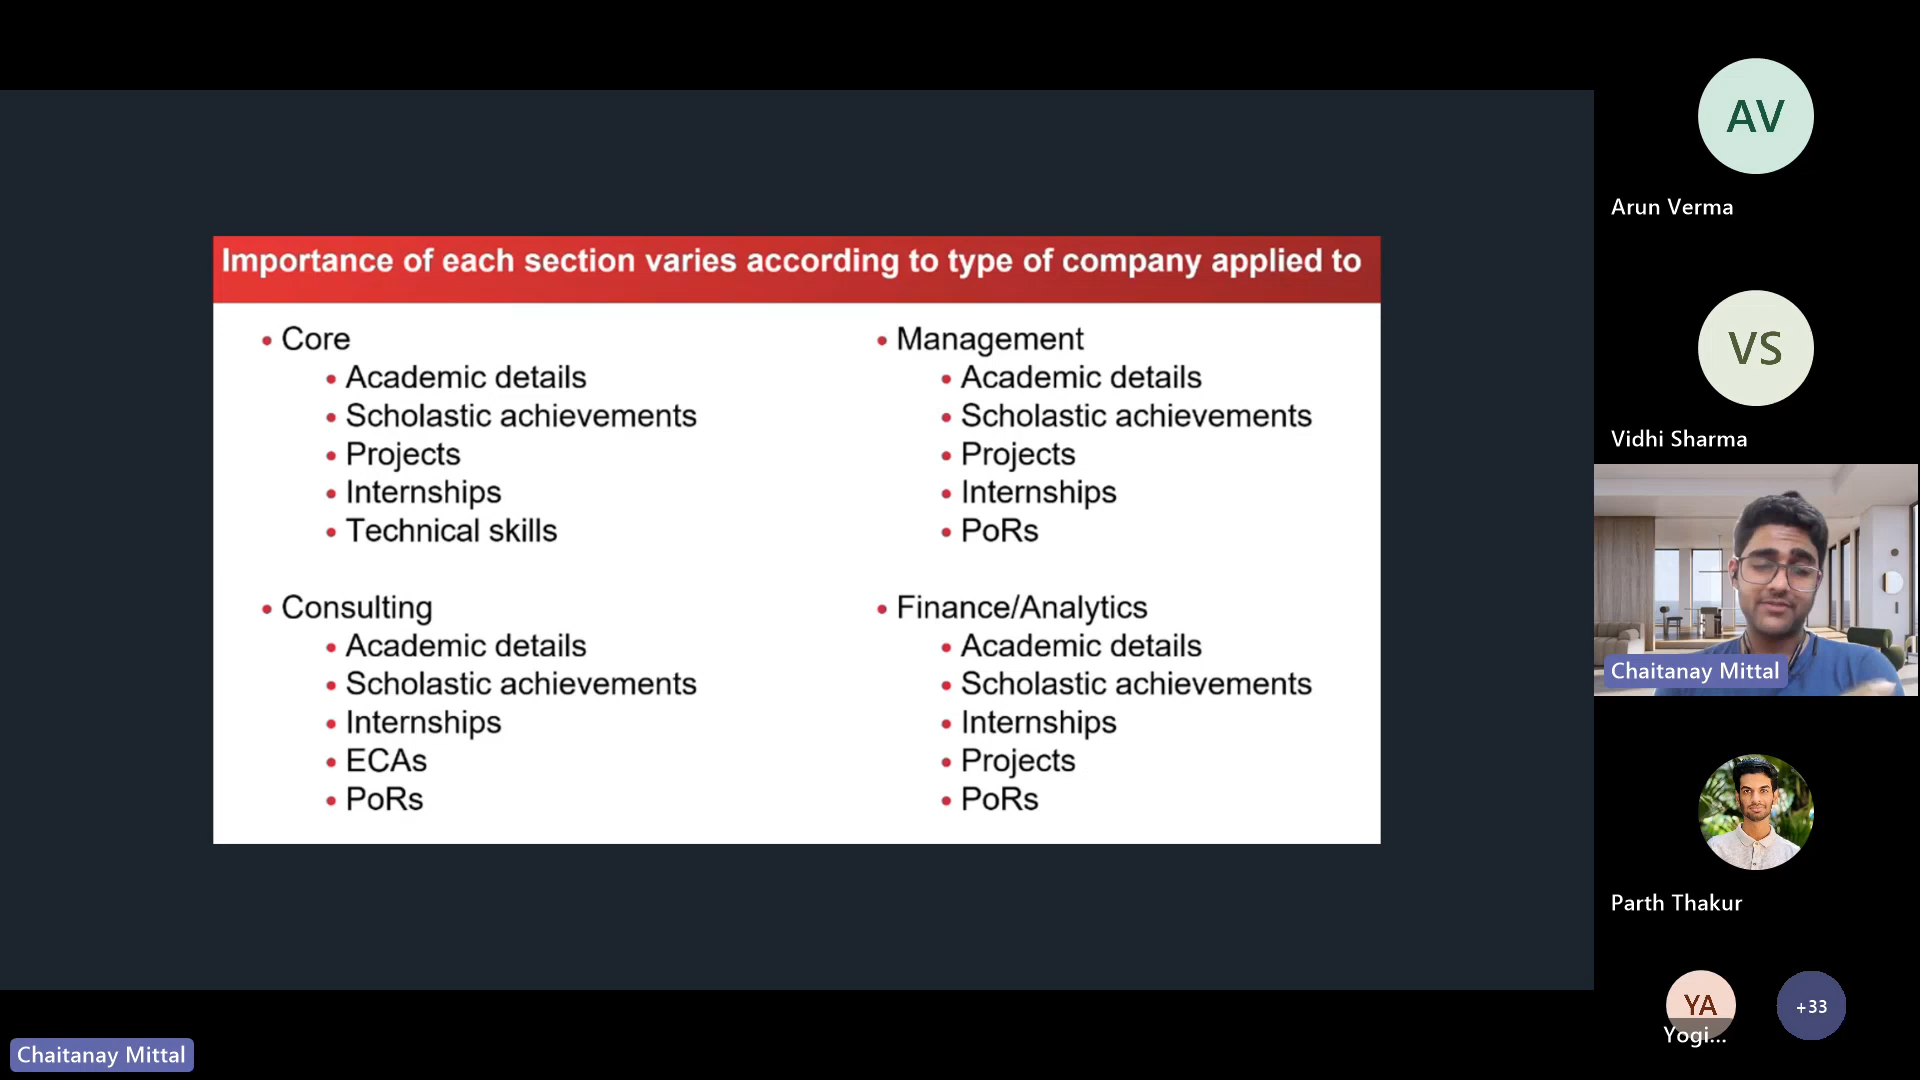 Importance of each section varies according to type of company applied to
• Core
• Academic details
• Scholastic achievements
• Projects
• Internships
• Technical skills
• Management
• Academic details
• Scholastic achievements
• Projects
• Internships
• PoRs
• Consulting
• Academic details
• Scholastic achievements
• Internships
• ECAs
• PoRs
• Finance/Analytics
• Academic details
• Scholastic achievements
• Internships
• Projects
• PoRs
AV
Arun Verma
VS
Vidhi Sharma
Chaitanay Mittal
Parth Thakur
YA
Yogi...
+33
Chaitanay Mittal